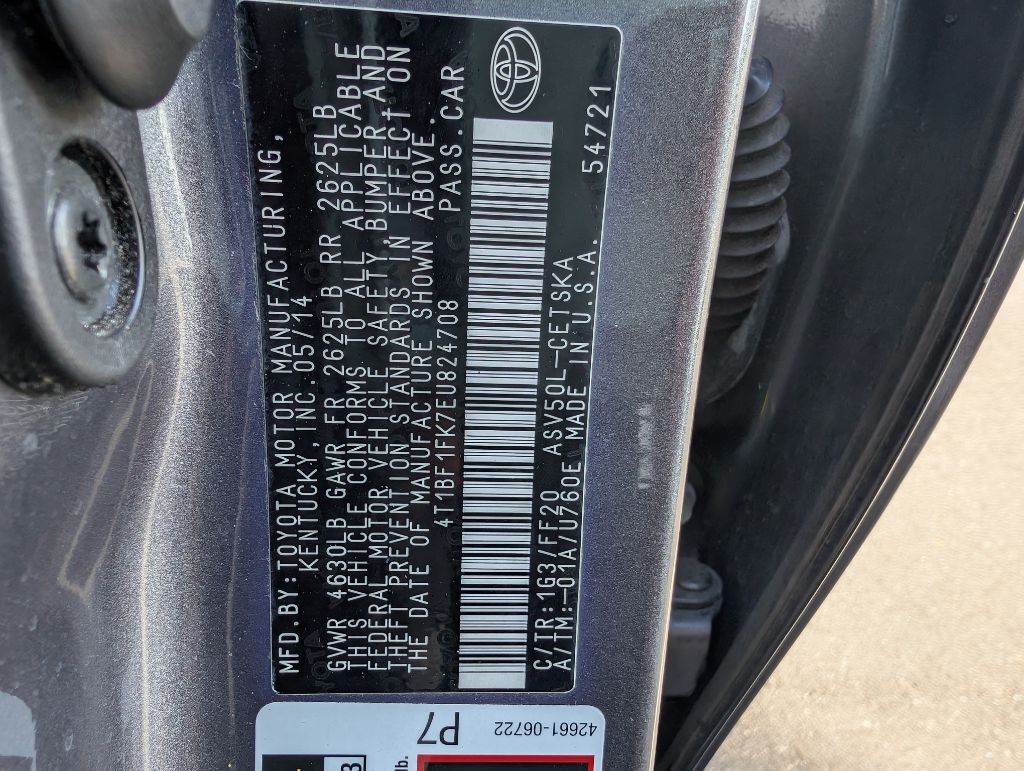 MFD.BY:TOYOTA MOTOR MANUFACTURING,
KENTUCKY, INC. 05/14
GVWR 4630LB GAWR FR 2625LB RR 2625LB
THIS VEHICLE CONFORMS TO ALL APPLICABLE
FEDERAL MOTOR VEHICLE SAFETY, BUMPER, AND
THEFT PREVENTION STANDARDS IN EFFECT ON
THE DATE OF MANUFACTURE SHOWN ABOVE.
4T1BF1FK7EU824708 PASS.CAR
C/TR:1G3/FF20 ASV50L-CETSKA
A/TM:-01A/U760E MADE IN U.S.A. 54721
42661-06722
P7
lb.